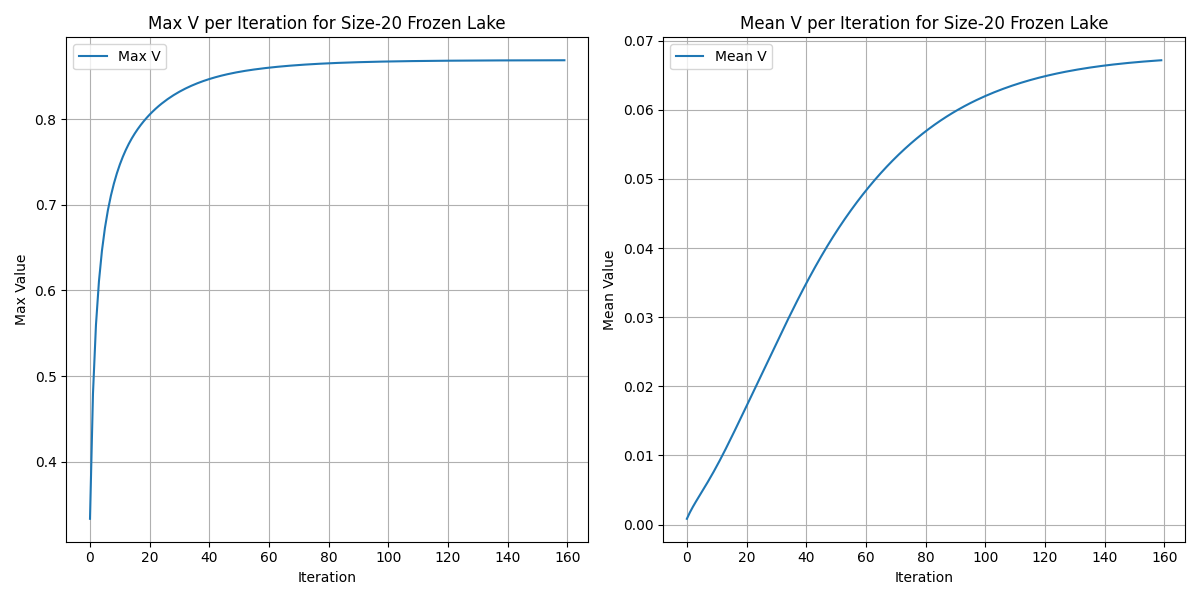 Max V per Iteration for Size-20 Frozen Lake
Max V
Max Value
0.8
0.7
0.6
0.5
0.4
0 20 40 60 80 100 120 140 160
Iteration
Mean V per Iteration for Size-20 Frozen Lake
Mean V
Mean Value
0.07
0.06
0.05
0.04
0.03
0.02
0.01
0.00
0 20 40 60 80 100 120 140 160
Iteration